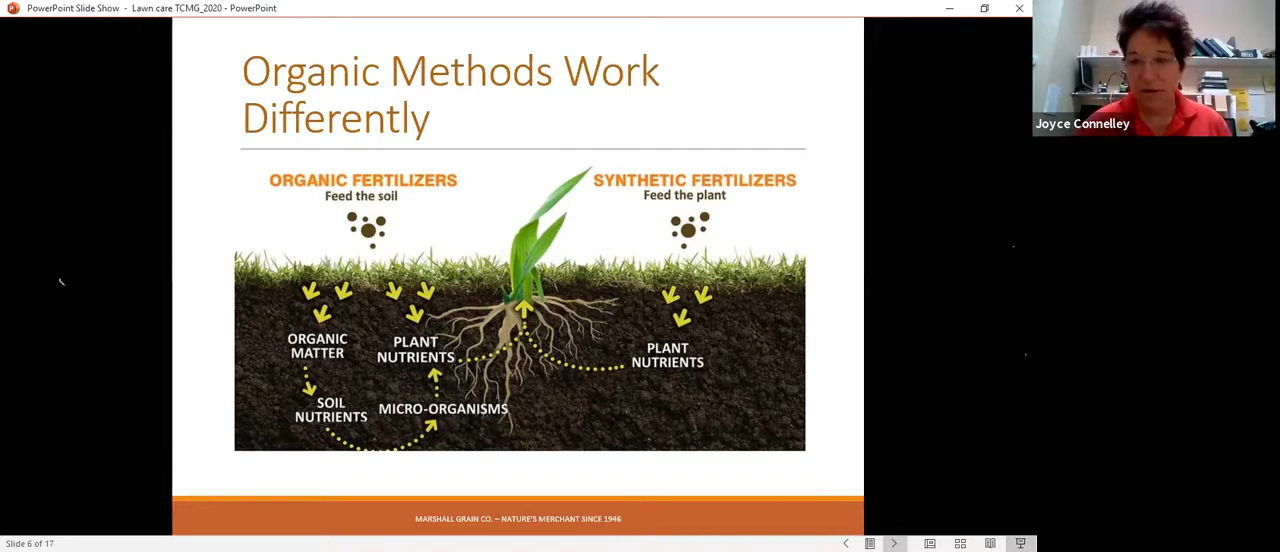 PowerPoint Slide Show - Lawn care TCMG_2020 - PowerPoint
Organic Methods Work
Differently
ORGANIC FERTILIZERS
Feed the soil
SYNTHETIC FERTILIZERS
Feed the plant
ORGANIC
MATTER
PLANT
NUTRIENTS
SOIL
NUTRIENTS
MICRO-ORGANISMS
PLANT
NUTRIENTS
MARSHALL GRAIN CO. – NATURE'S MERCHANT SINCE 1946
Slide 6 of 17
Joyce Connelley